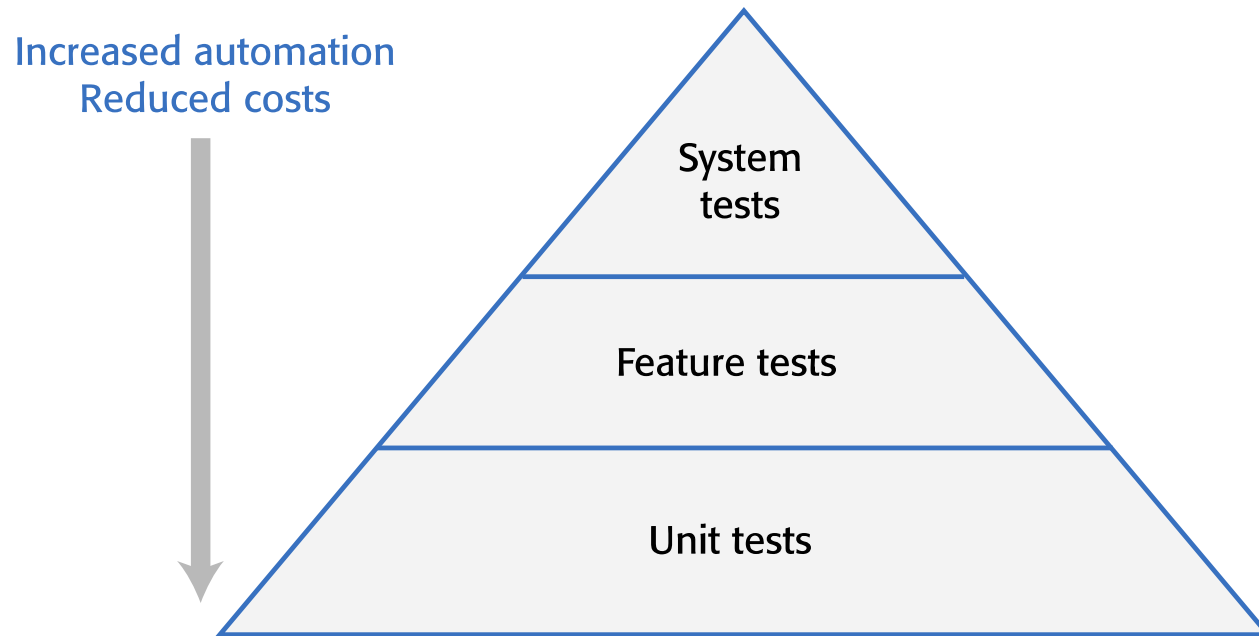 Increased automation
Reduced costs
System
tests
Feature tests
Unit tests